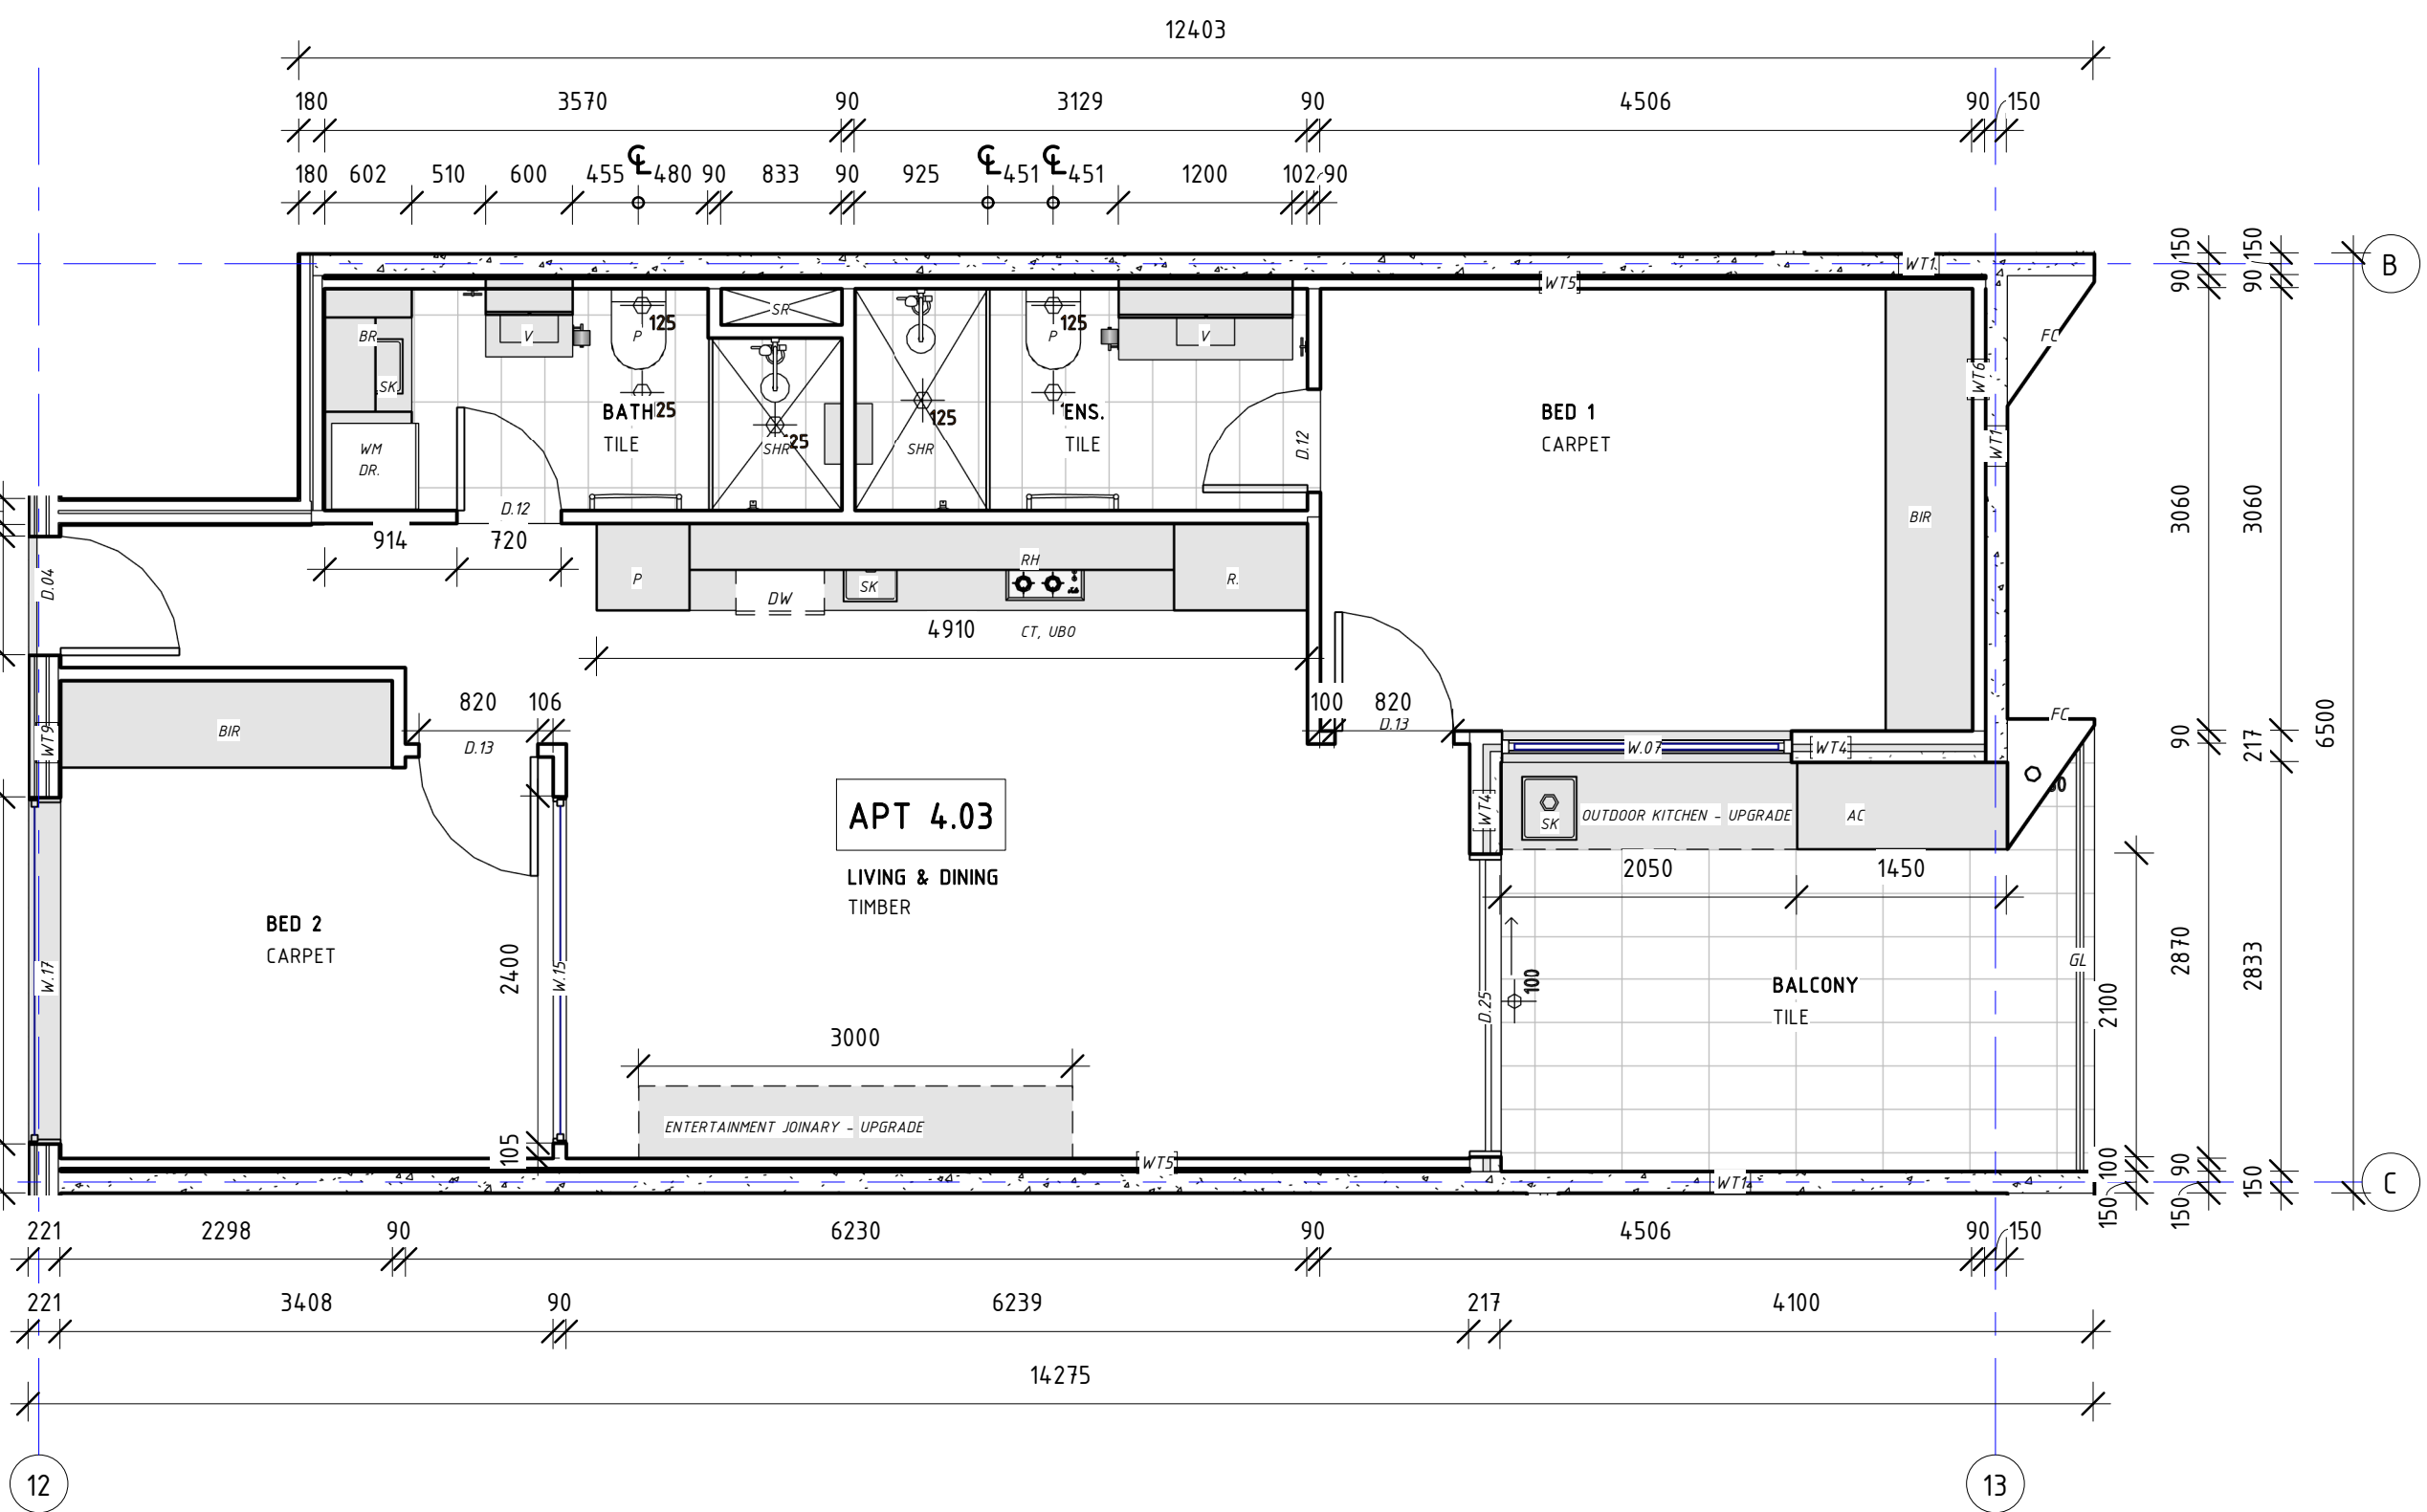 12403
180 3570 90 3129 90 4506 90 150
180 602 510 600 455 480 90 833 90 925 451 451 1200 102 90
150 150
90 90
B
WT1
WT5
SR
FC
BR
V
P
125
P
125
V
SK
WT6
BATH
25
TILE
125
ENS.
TILE
BED 1
CARPET
WM
DR.
SHR
25
SHR
D.12
WT1
D.12
BIR
3060
3060
914
720
P
RH
SK
R.
DW
D.04
4910
CT, UBO
820
106
100
820
D.13
D.13
FC
BIR
WT9
W.07
WT4
90
217
6500
WT4
SK
OUTDOOR KITCHEN - UPGRADE
AC
APT 4.03
LIVING & DINING
TIMBER
2050
1450
BED 2
CARPET
2400
W.17
W.15
D.25
100
BALCONY
TILE
GL
2100
2870
2833
3000
ENTERTAINMENT JOINARY - UPGRADE
105
WT5
WT1
100
90
150
150
150
C
221 2298 90 6230 90 4506 90 150
221 3408 90 6239 217 4100
14275
12
13